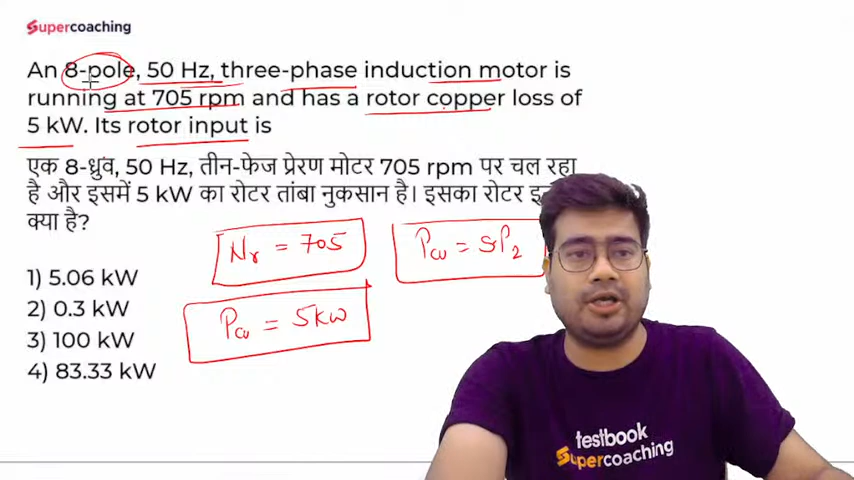 Supercoaching
An 8-pole, 50 Hz, three-phase induction motor is
running at 705 rpm and has a rotor copper loss of
5 kW. Its rotor input is
एक 8-ध्रुव, 50 Hz, तीन-फेज प्रेरण मोटर 705 rpm पर चल रहा
है और इसमें 5 kW का रोटर तांबा नुकसान है। इसका रोटर
क्या है?
Nr = 705
Pcu = sP2
Pcu = 5kW
1) 5.06 kW
2) 0.3 kW
3) 100 kW
4) 83.33 kW
testbook
Supercoaching